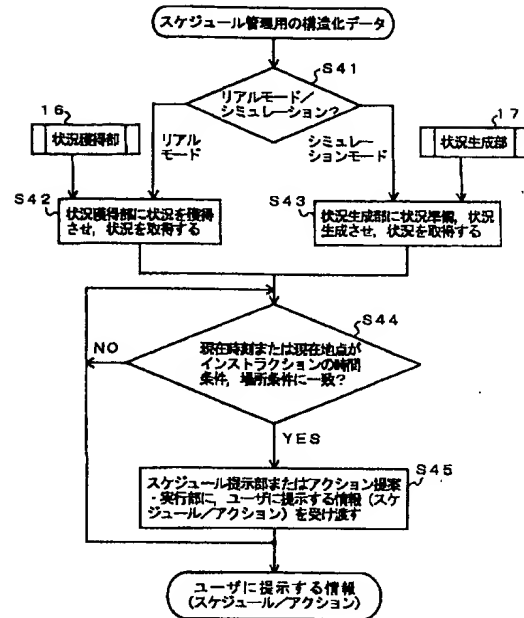 スケジュール管理用の構造化データ
S41
リアルモード／
シミュレーション？
16
状況獲得部
リアル
モード
シミュレー
ションモード
17
状況生成部
S42
状況獲得部に状況を獲得
させ，状況を取得する
S43
状況生成部に状況準備，状況
生成させ，状況を取得する
S44
NO
現在時刻または現在地点が
インストラクションの時間
条件，場所条件に一致？
YES
S45
スケジュール提示部またはアクション提案
・実行部に，ユーザに提示する情報（スケ
ジュール／アクション）を受け渡す
ユーザに提示する情報
（スケジュール／アクション）